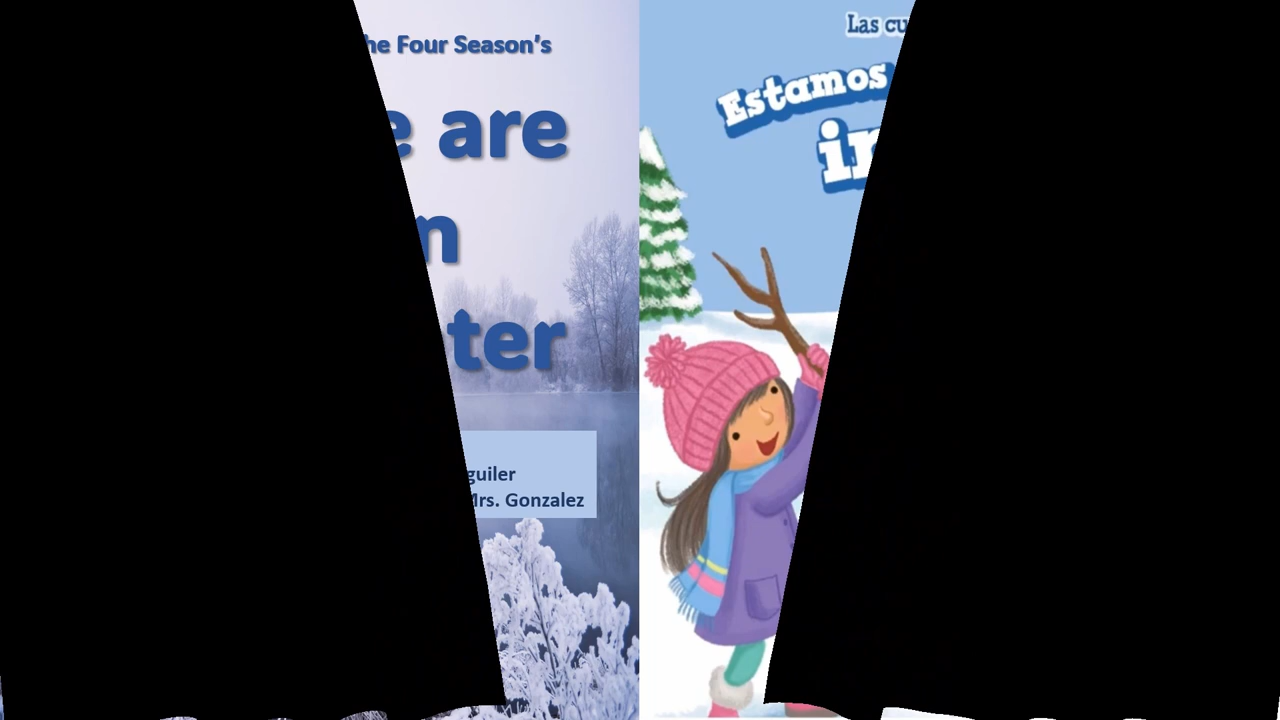 he Four Season's
e are
n
ter
guiler
Mrs. Gonzalez
Las cu
Estamos
in